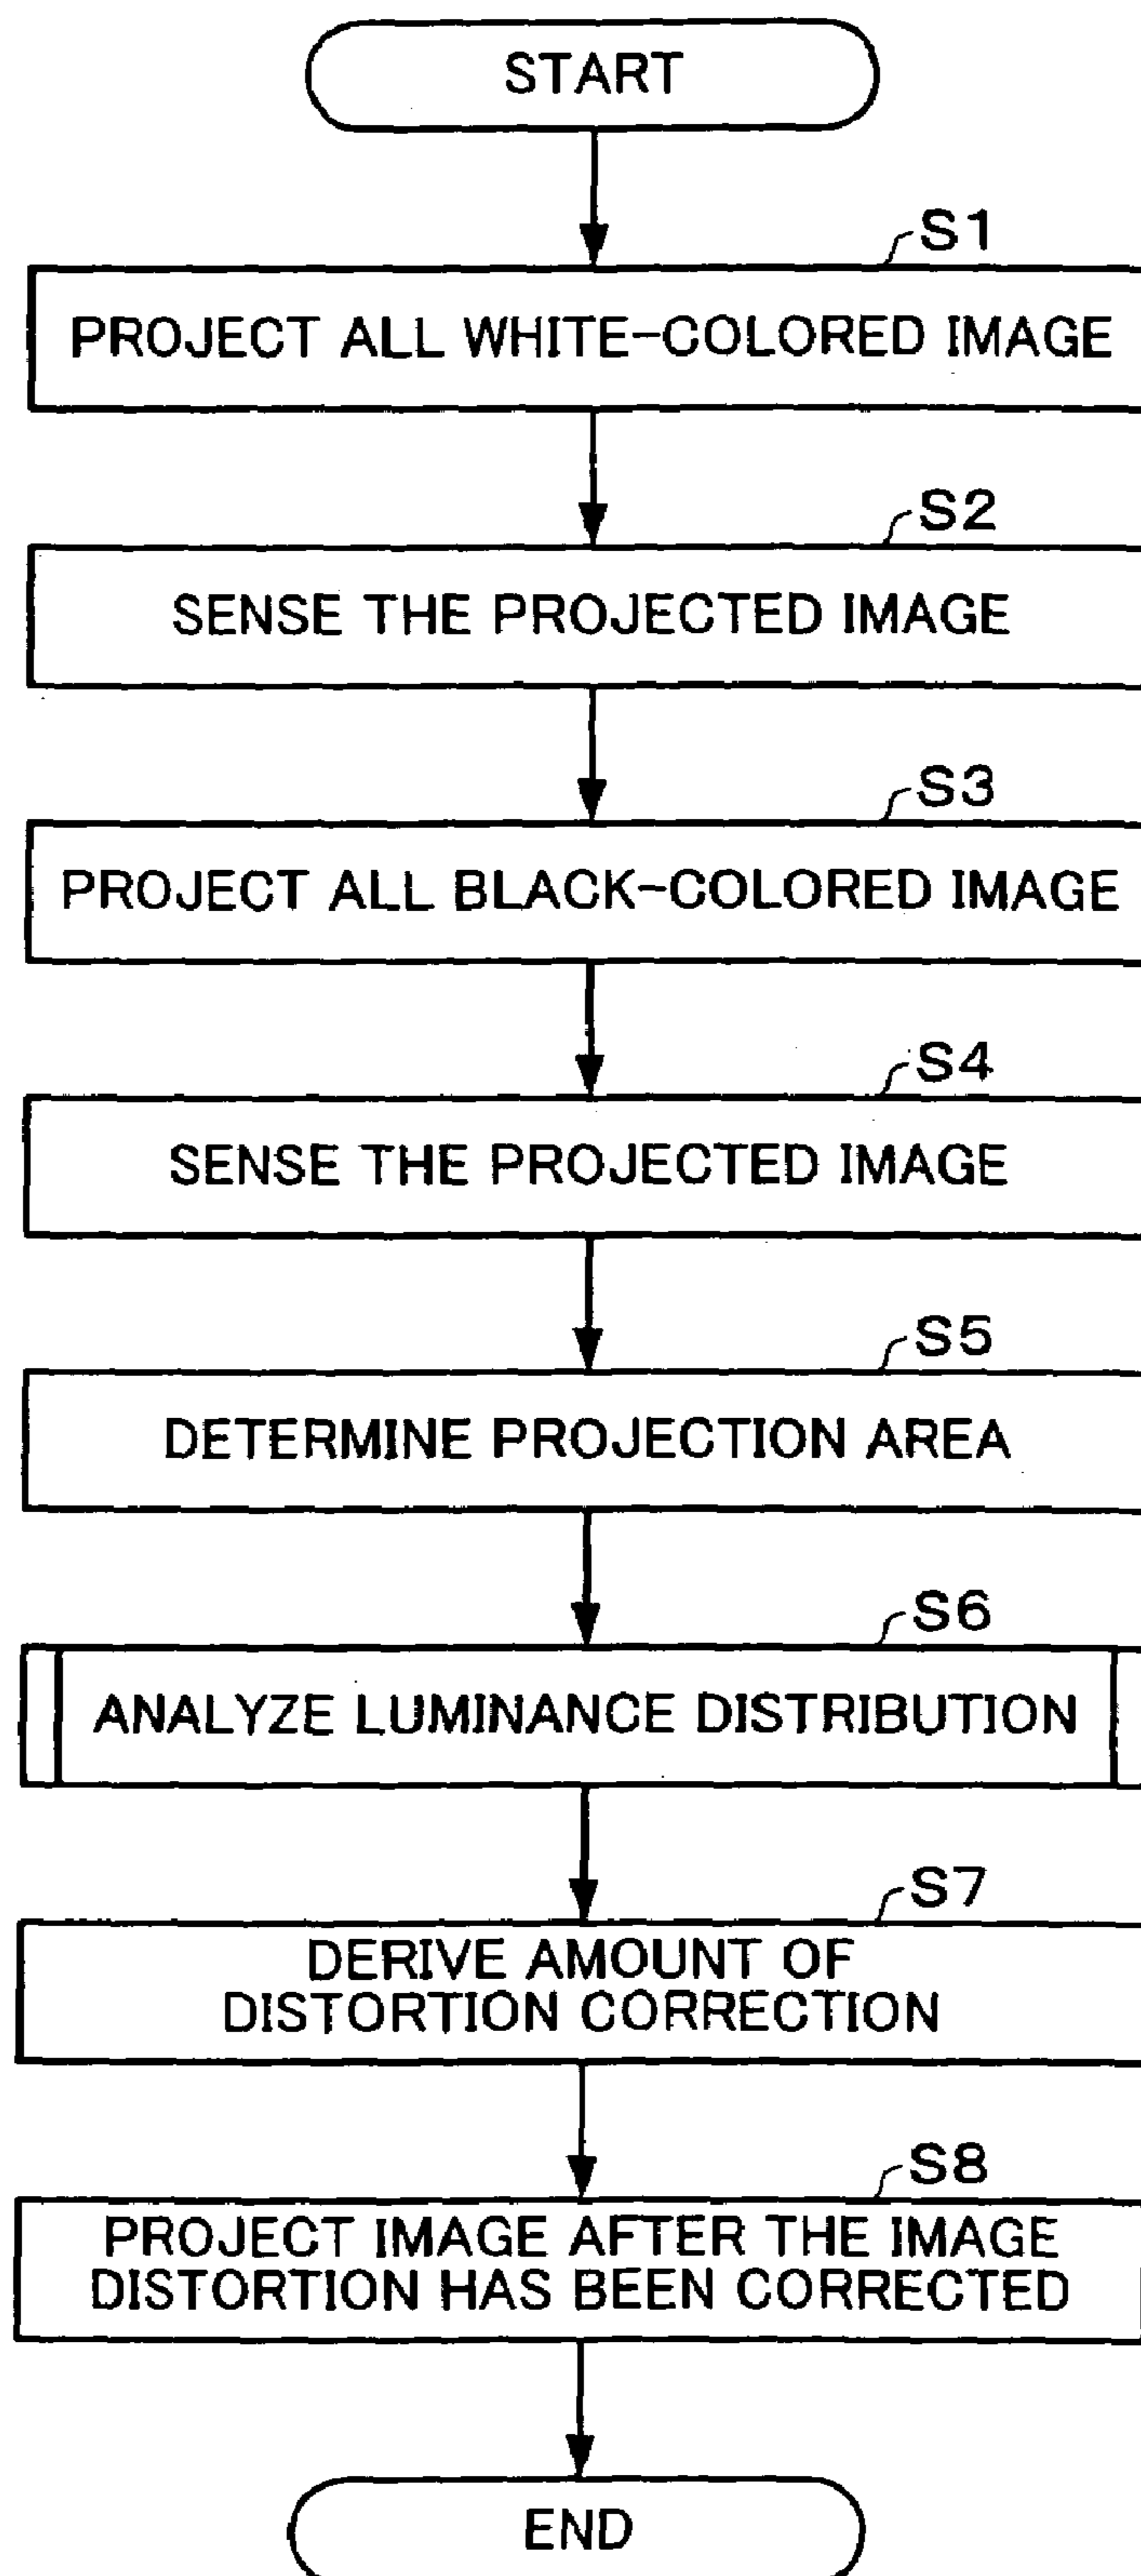 START
S1
PROJECT ALL WHITE-COLORED IMAGE
S2
SENSE THE PROJECTED IMAGE
S3
PROJECT ALL BLACK-COLORED IMAGE
S4
SENSE THE PROJECTED IMAGE
S5
DETERMINE PROJECTION AREA
S6
ANALYZE LUMINANCE DISTRIBUTION
S7
DERIVE AMOUNT OF
DISTORTION CORRECTION
S8
PROJECT IMAGE AFTER THE IMAGE
DISTORTION HAS BEEN CORRECTED
END